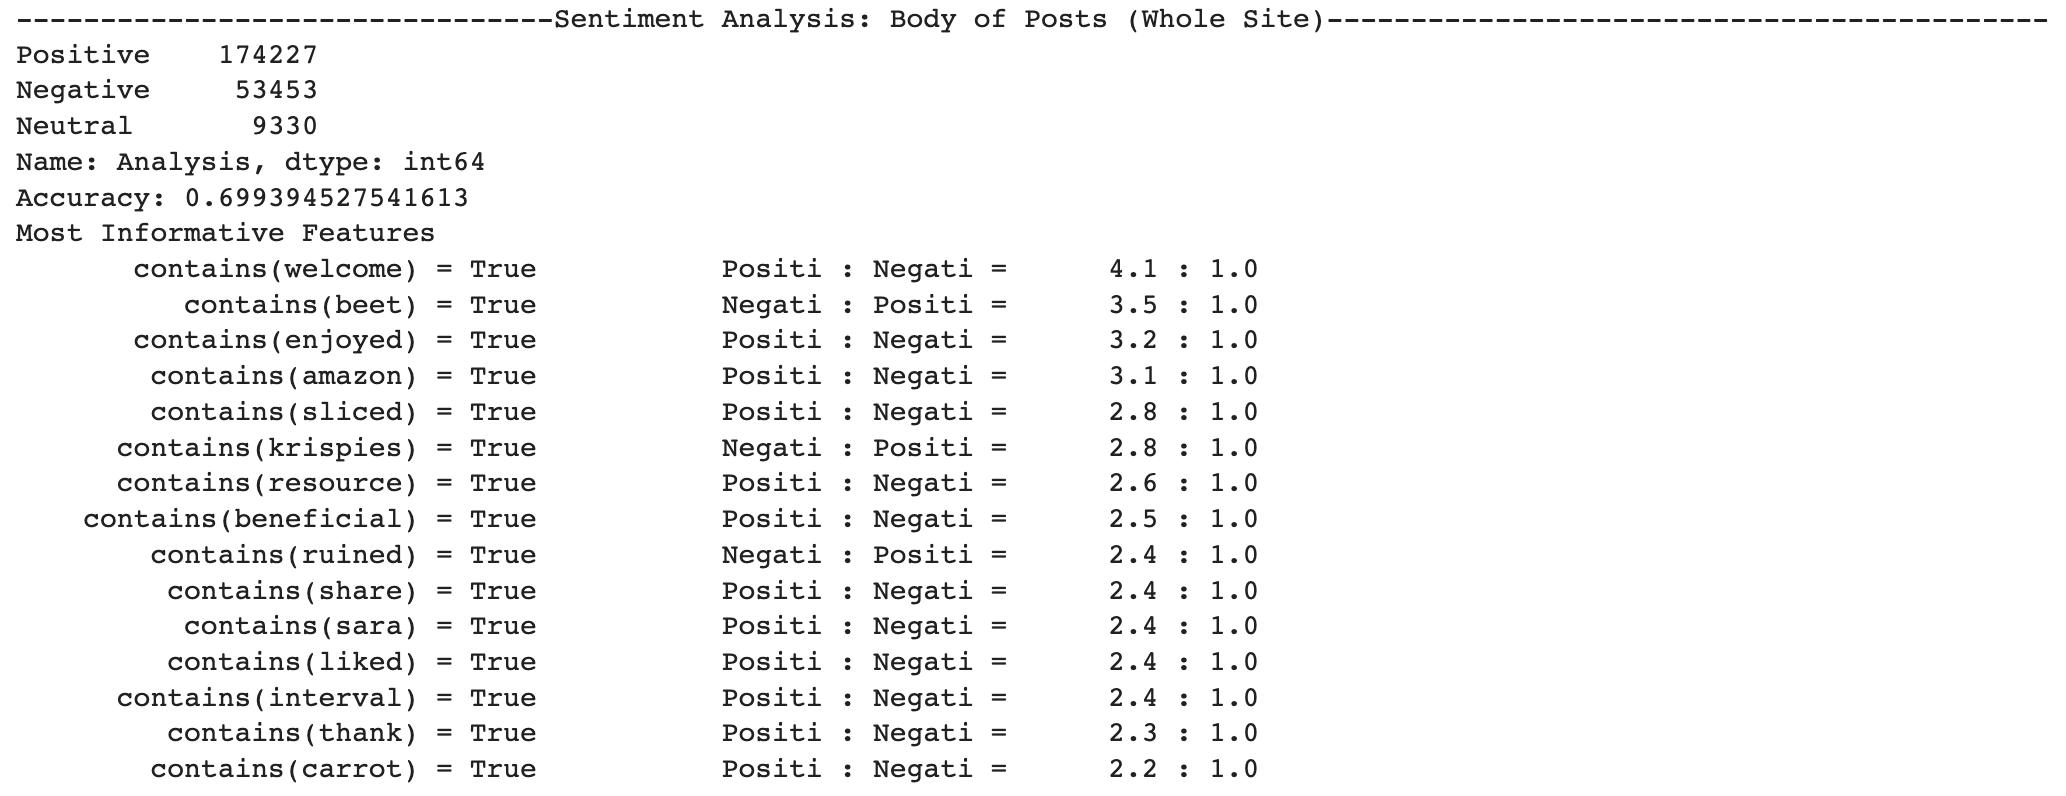 --------------------------------Sentiment Analysis: Body of Posts (Whole Site)-------------------------------------------
Positive    174227
Negative     53453
Neutral       9330
Name: Analysis, dtype: int64
Accuracy: 0.699394527541613
Most Informative Features
       contains(welcome) = True           Positi : Negati =      4.1 : 1.0
          contains(beet) = True           Negati : Positi =      3.5 : 1.0
       contains(enjoyed) = True           Positi : Negati =      3.2 : 1.0
        contains(amazon) = True           Positi : Negati =      3.1 : 1.0
        contains(sliced) = True           Positi : Negati =      2.8 : 1.0
      contains(krispies) = True           Negati : Positi =      2.8 : 1.0
      contains(resource) = True           Positi : Negati =      2.6 : 1.0
    contains(beneficial) = True           Positi : Negati =      2.5 : 1.0
        contains(ruined) = True           Negati : Positi =      2.4 : 1.0
         contains(share) = True           Positi : Negati =      2.4 : 1.0
          contains(sara) = True           Positi : Negati =      2.4 : 1.0
         contains(liked) = True           Positi : Negati =      2.4 : 1.0
      contains(interval) = True           Positi : Negati =      2.4 : 1.0
         contains(thank) = True           Positi : Negati =      2.3 : 1.0
        contains(carrot) = True           Positi : Negati =      2.2 : 1.0